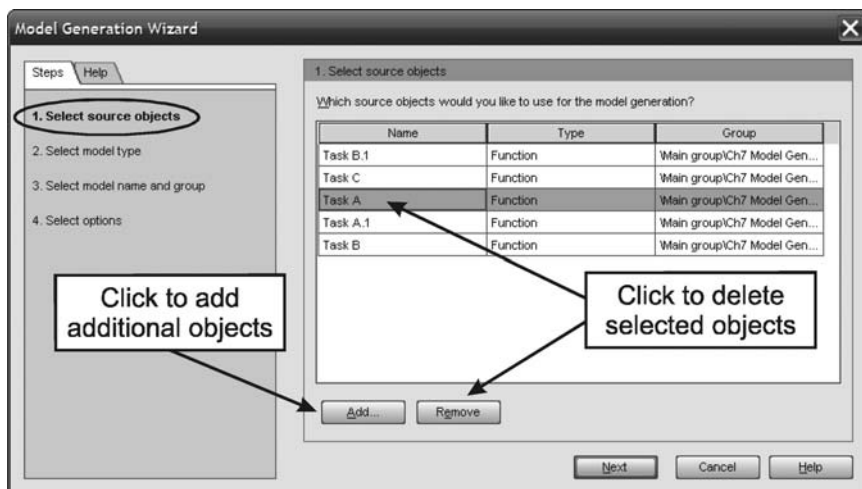 Model Generation Wizard
Steps
Help
1. Select source objects
2. Select model type
3. Select model name and group
4. Select options
1. Select source objects
Which source objects would you like to use for the model generation?
Name Type Group
Task B.1 Function \Main group\Ch7 Model Gen...
Task C Function \Main group\Ch7 Model Gen...
Task A Function \Main group\Ch7 Model Gen...
Task A.1 Function \Main group\Ch7 Model Gen...
Task B Function \Main group\Ch7 Model Gen...
Click to add
additional objects
Click to delete
selected objects
Add... Remove
Next Cancel Help